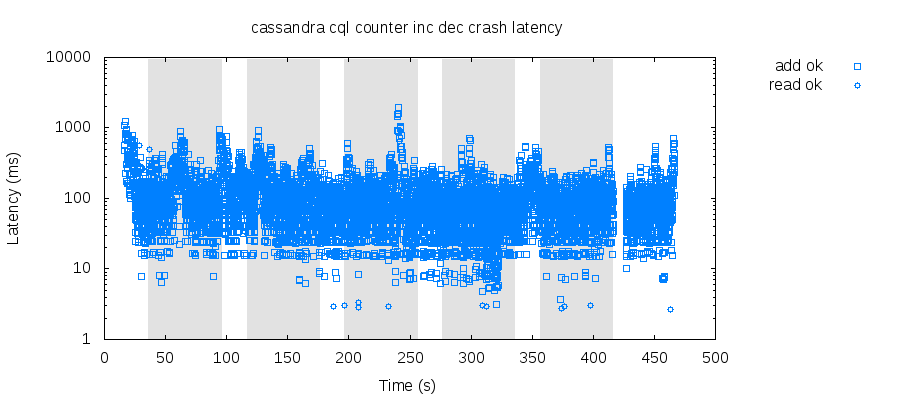 cassandra cql counter inc dec crash latency
10000
1000
100
10
1
Latency (ms)
0 50 100 150 200 250 300 350 400 450 500
Time (s)
add ok
read ok